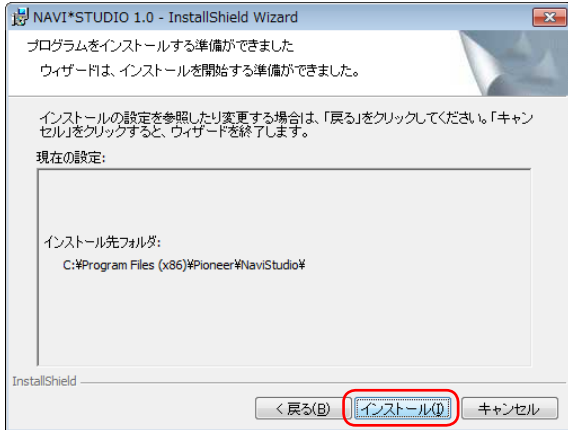 NAVI*STUDIO 1.0 - InstallShield Wizard
プログラムをインストールする準備ができました
ウィザードは、インストールを開始する準備ができました。
インストールの設定を参照したり変更する場合は、「戻る」をクリックしてください。「キャン
セル」をクリックすると、ウィザードを終了します。
現在の設定:
インストール先フォルダ:
C:¥Program Files (x86)¥Pioneer¥NaviStudio¥
InstallShield
< 戻る(B)
インストール(I)
キャンセル